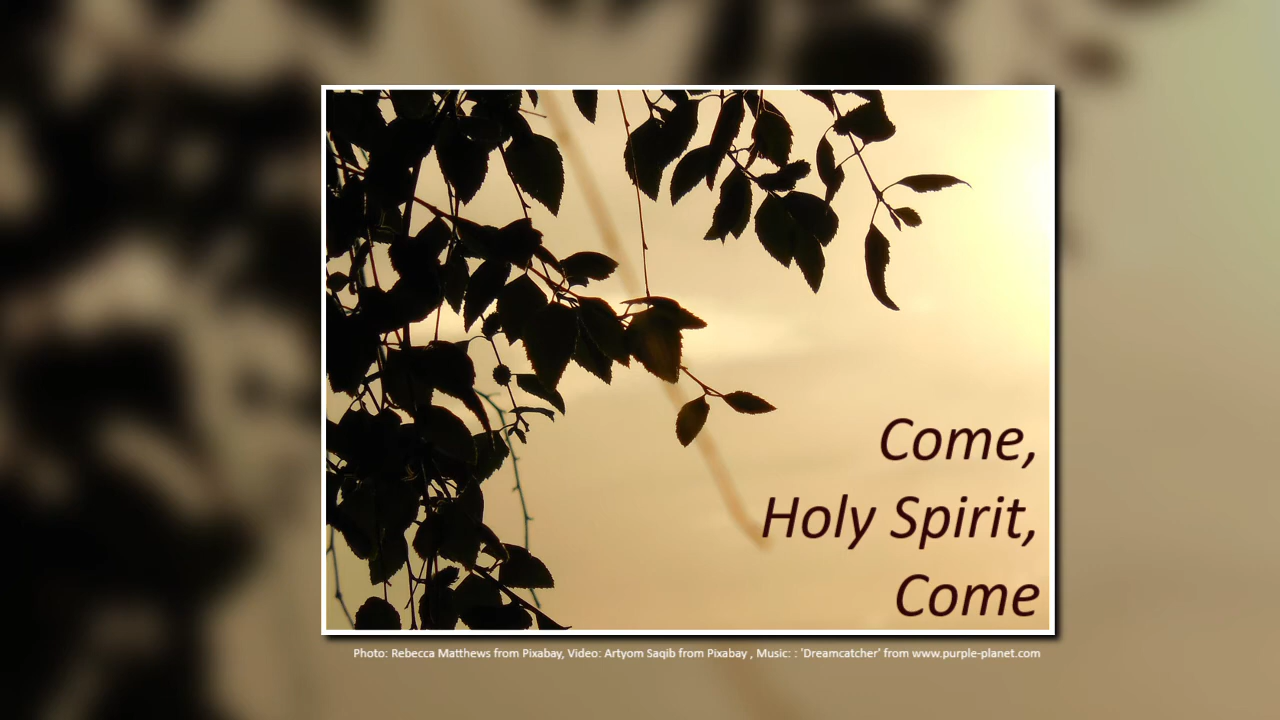 Come,
Holy Spirit,
Come
Photo: Rebecca Matthews from Pixabay, Video: Artyom Saqib from Pixabay , Music: : 'Dreamcatcher' from www.purple-planet.com